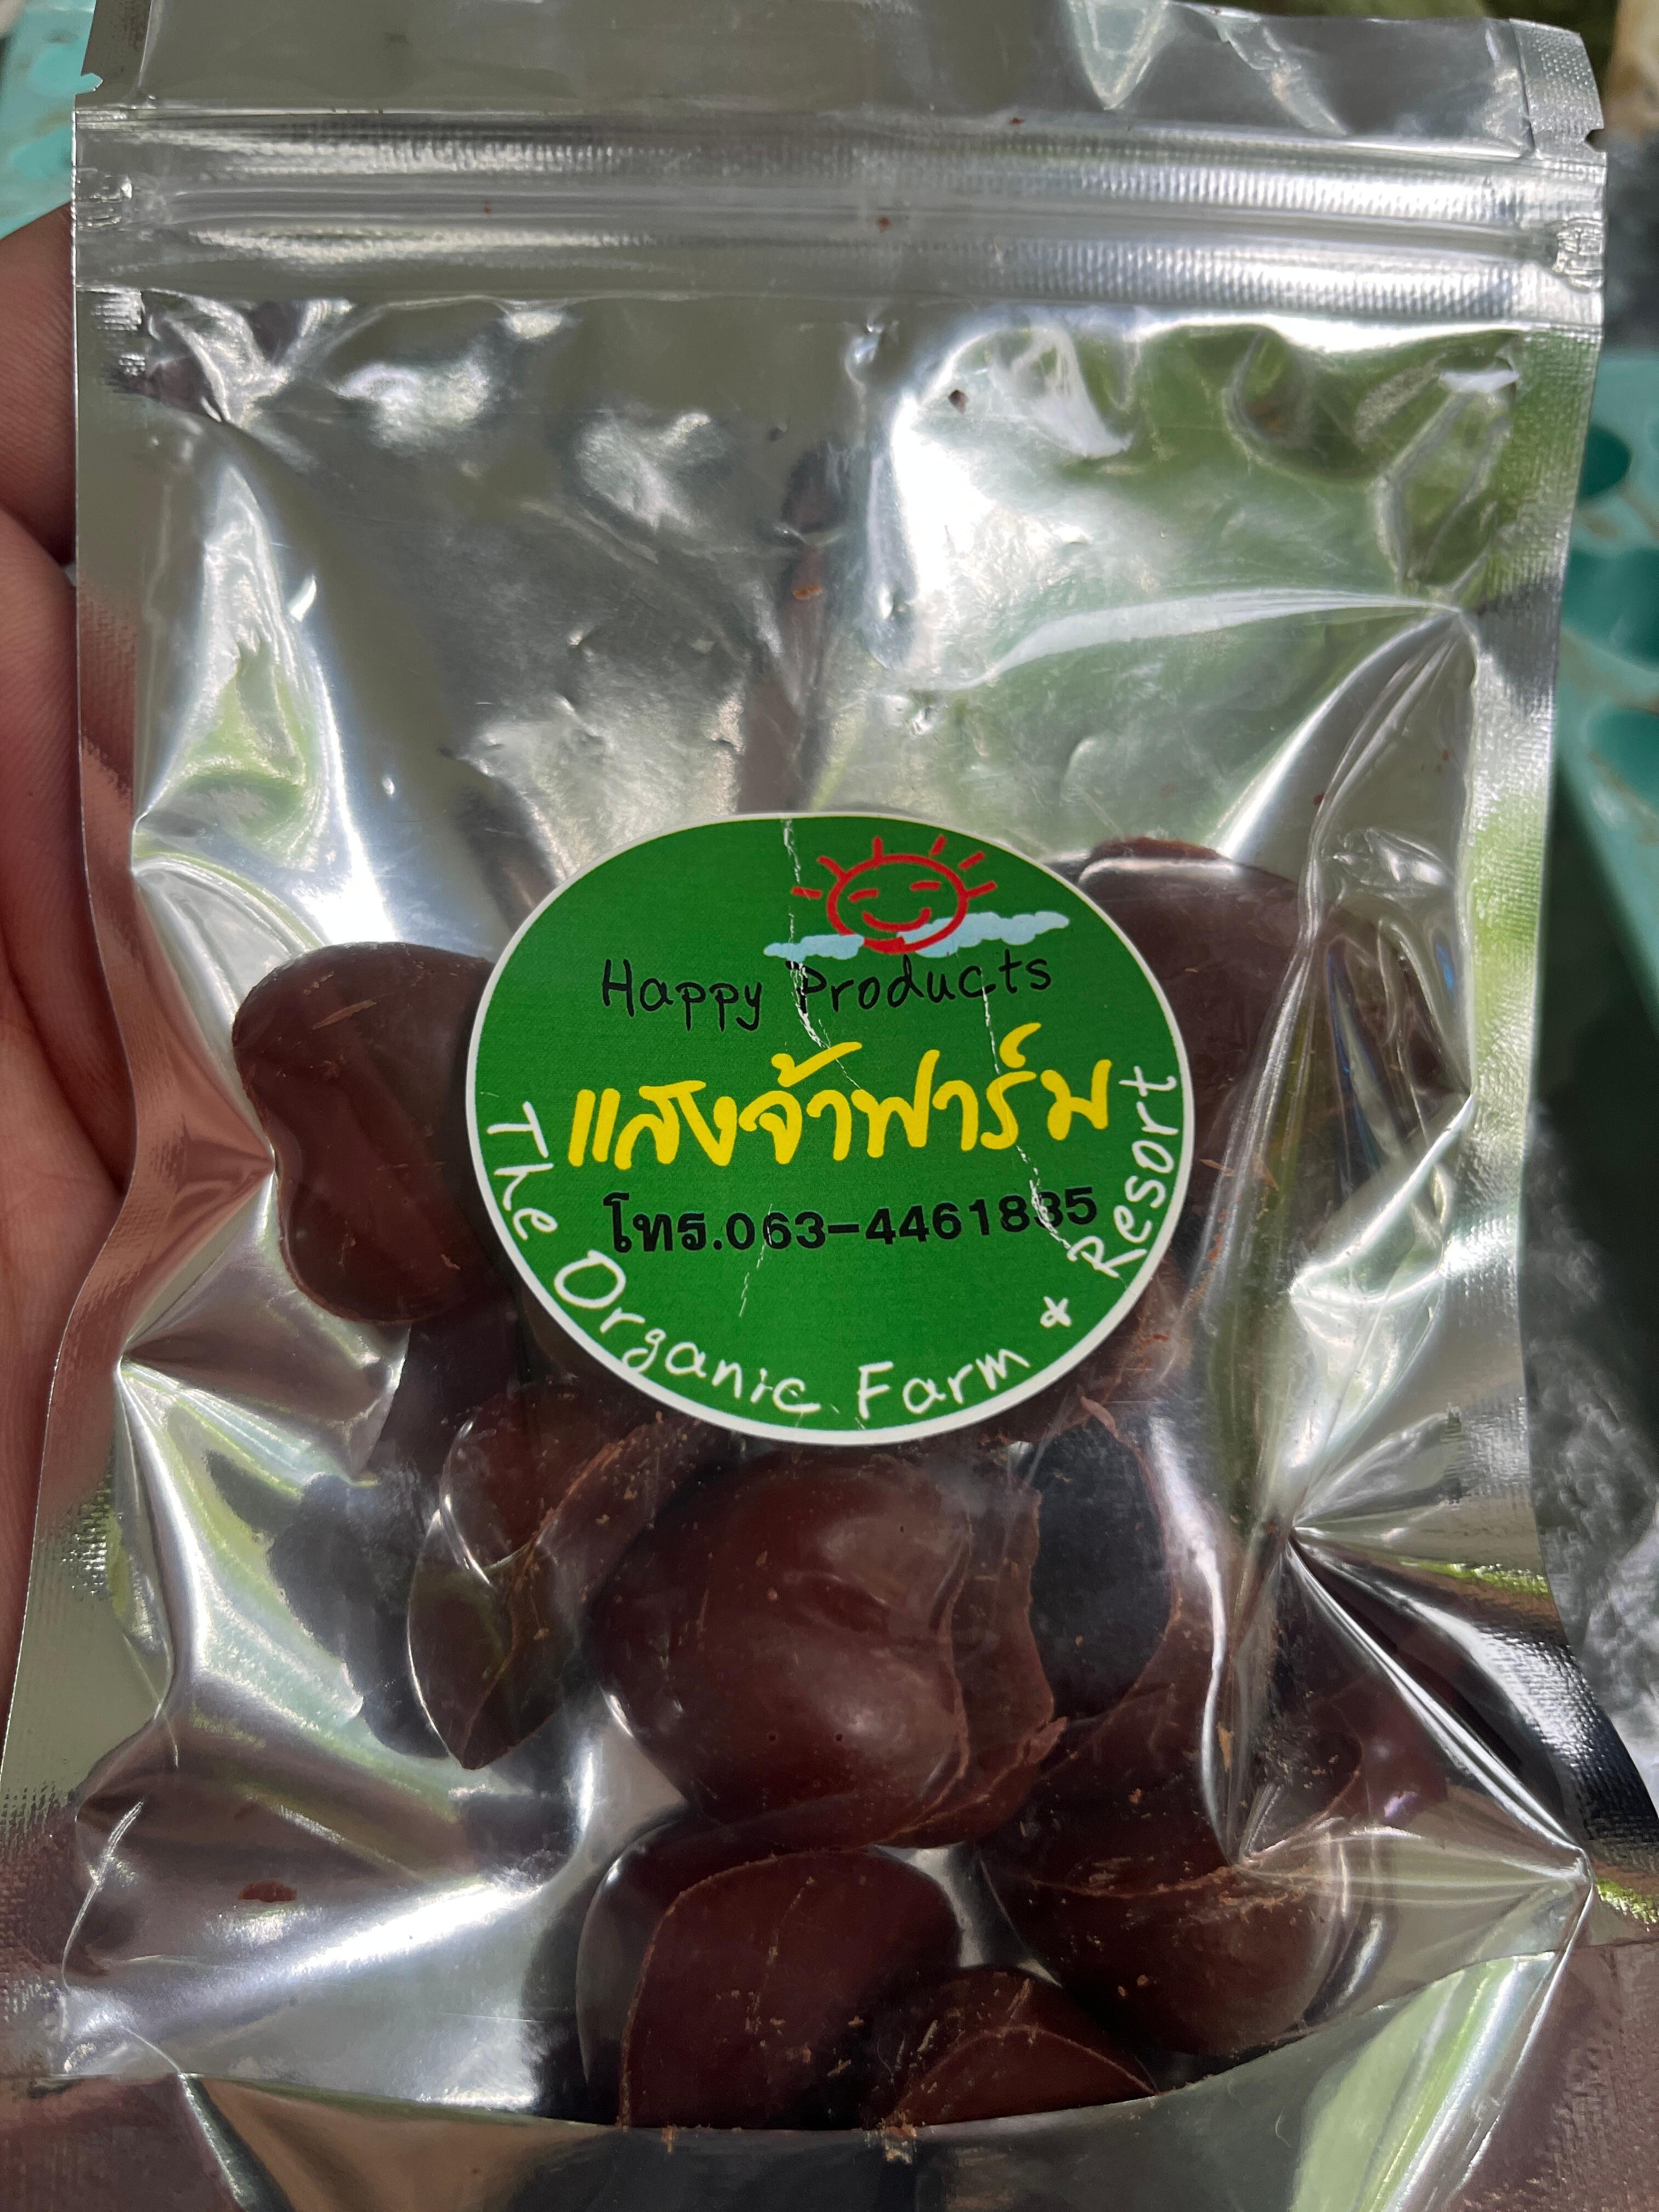 Happy Products
แสงจ้าฟาร์ม
โทร.063-4461835
The Organic Farm & Resort